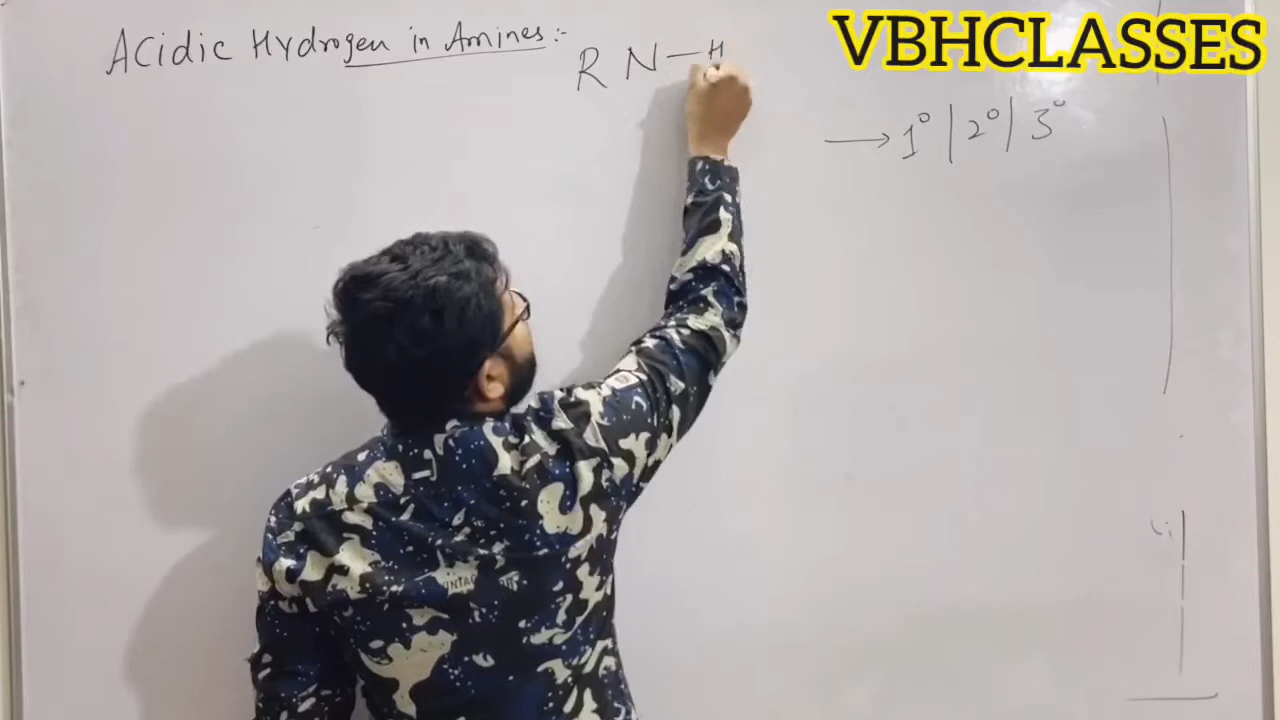 VBHCLASSES
Acidic Hydrogen in Amines:-
R N—H
→ 1° | 2° | 3°